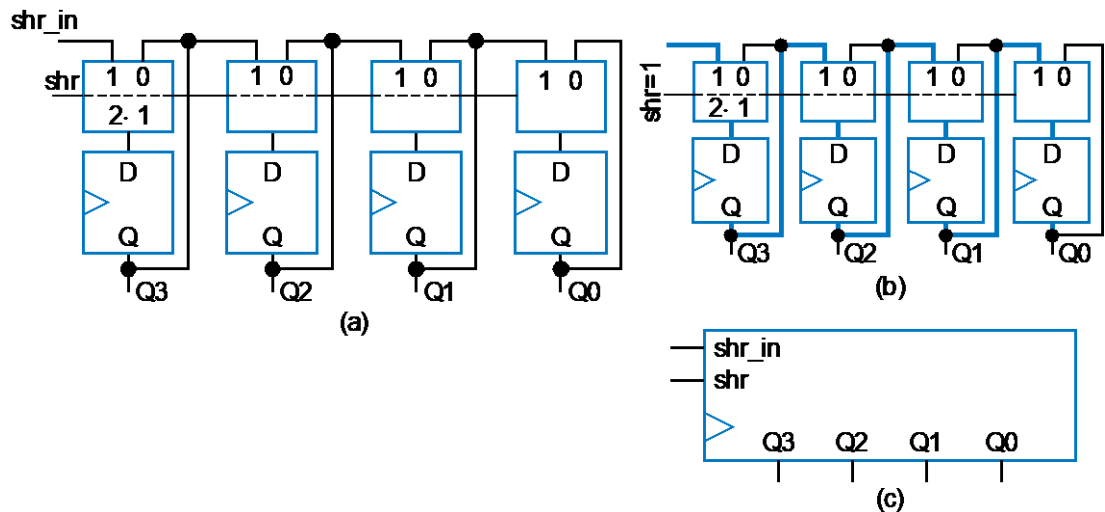 shr_in
1 0 1 0 1 0 1 0
shr
2· 1
D D D D
Q Q Q Q
Q3 Q2 Q1 Q0
(a)
1 0 1 0 1 0 1 0
shr=1
2· 1
D D D D
Q Q Q Q
Q3 Q2 Q1 Q0
(b)
shr_in
shr
Q3 Q2 Q1 Q0
(c)